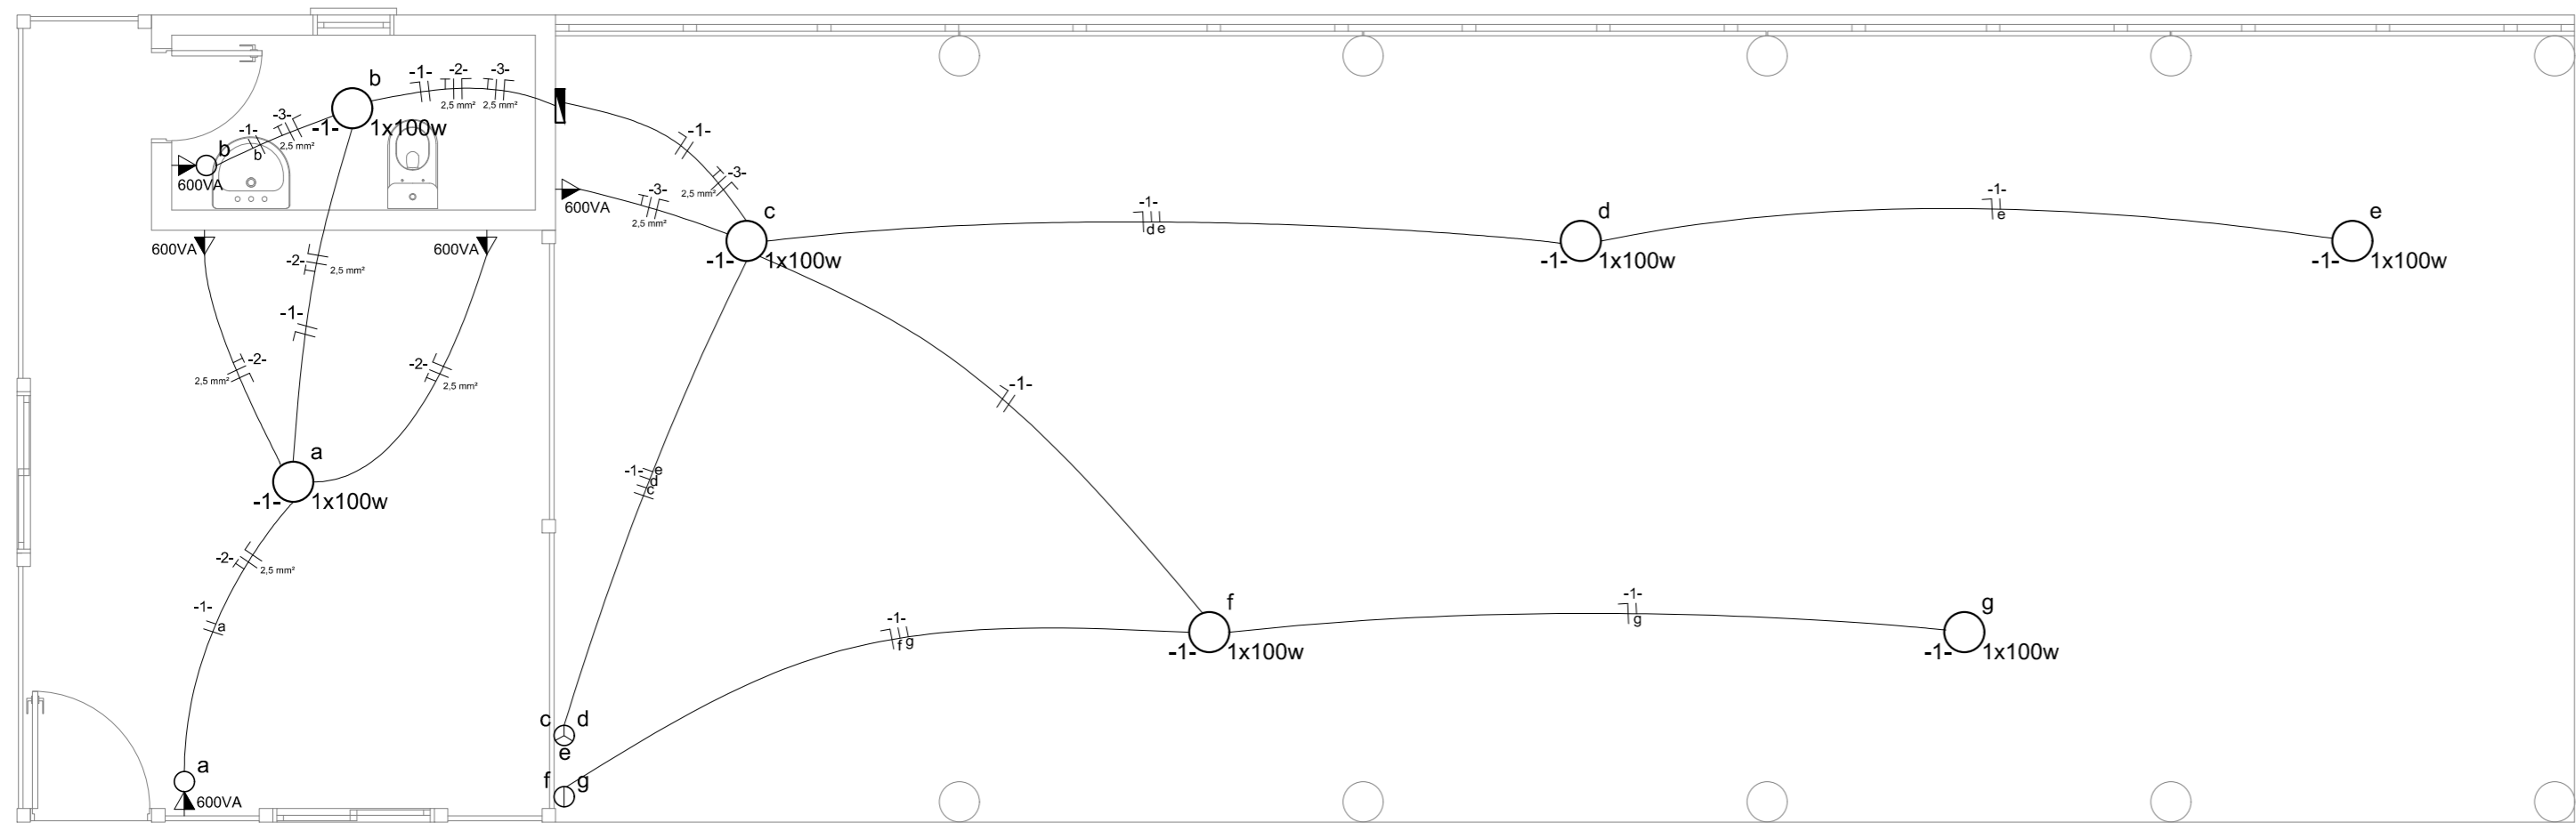 b
-1-
-2-
-3-
2,5 mm²
2,5 mm²
-3-
-1-
b
2,5 mm²
-1-
1x100w
b
600VA
-1-
-3-
2,5 mm²
-3-
2,5 mm²
600VA
c
-1-
1x100w
-1-
d e
d
-1-
1x100w
-1-
e
e
-1-
1x100w
600VA
600VA
-2-
2,5 mm²
-1-
-2-
2,5 mm²
-2-
2,5 mm²
-1-
a
-1-
1x100w
-1-
e
d
c
-2-
2,5 mm²
-1-
a
-1-
f g
f
-1-
1x100w
-1-
g
g
-1-
1x100w
c d
e
f g
a
600VA